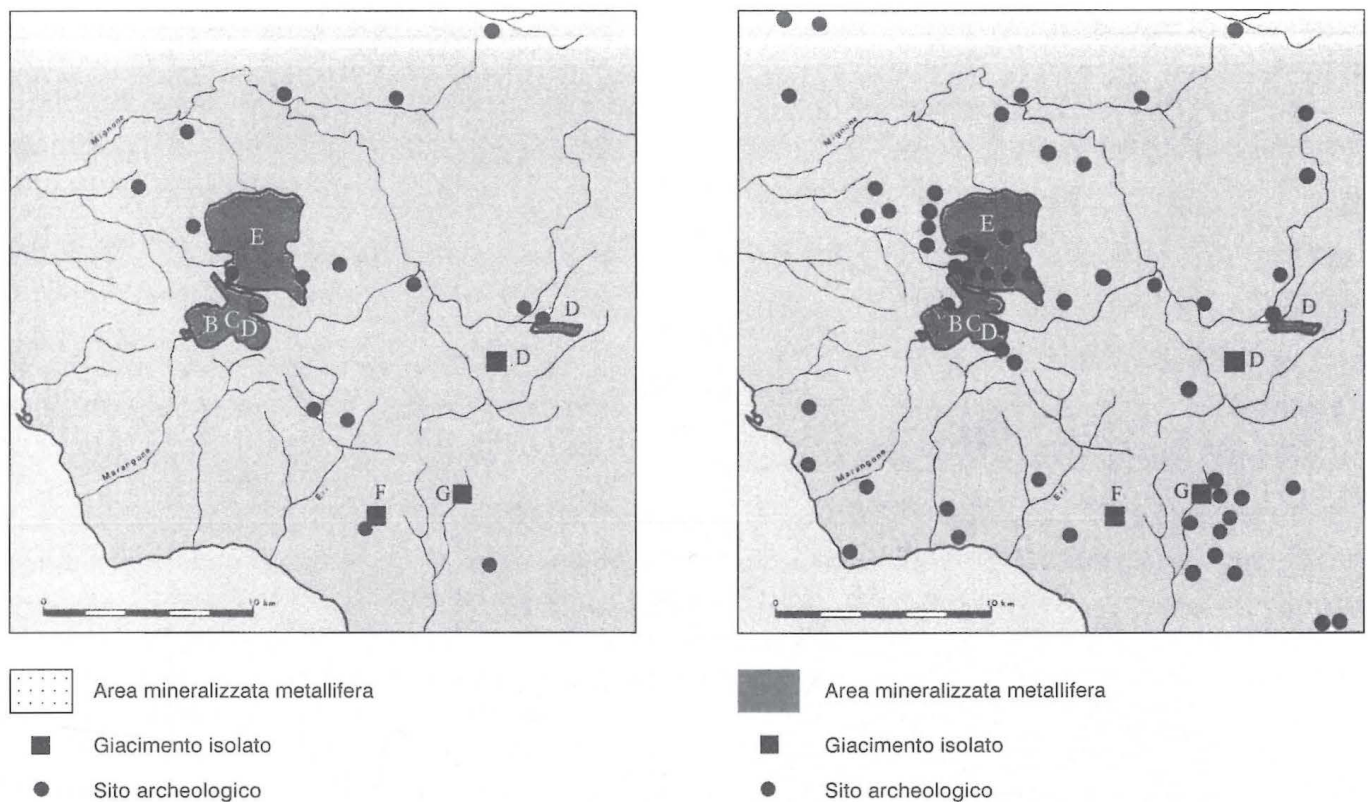 Mignone
E
B C D
D
D
Marangone
F
G
0 10 km
Area mineralizzata metallifera
Giacimento isolato
Sito archeologico
Mignone
E
B C D
D
D
Marangone
F
G
0 10 km
Area mineralizzata metallifera
Giacimento isolato
Sito archeologico